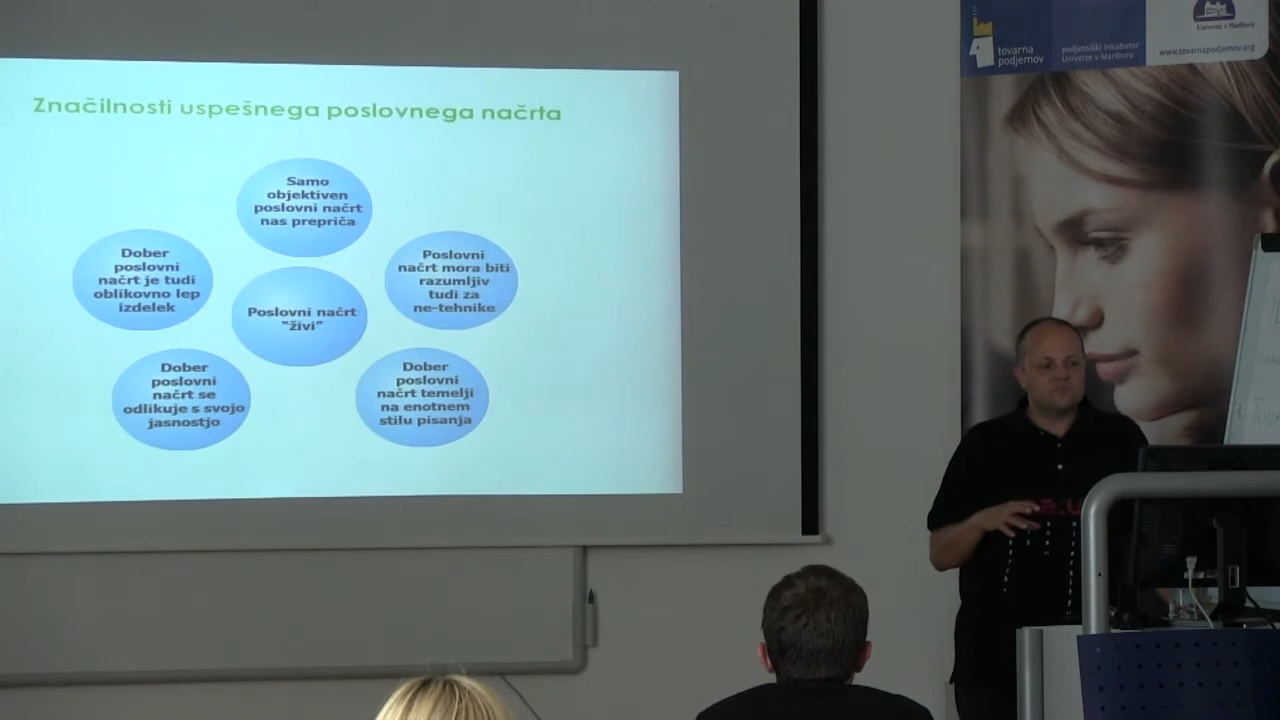 Značilnosti uspešnega poslovnega načrta
Samo
objektiven
poslovni načrt
nas prepriča
Dober
poslovni
načrt je tudi
oblikovno lep
izdelek
Poslovni
načrt mora biti
razumljiv
tudi za
ne-tehnike
Poslovni načrt
"živi"
Dober
poslovni
načrt se
odlikuje s svojo
jasnostjo
Dober
poslovni
načrt temelji
na enotnem
stilu pisanja
tovarna
podjemov
podjetniški inkubator
Univerze v Mariboru
Univerza v Mariboru
www.tovarnapodjemov.org